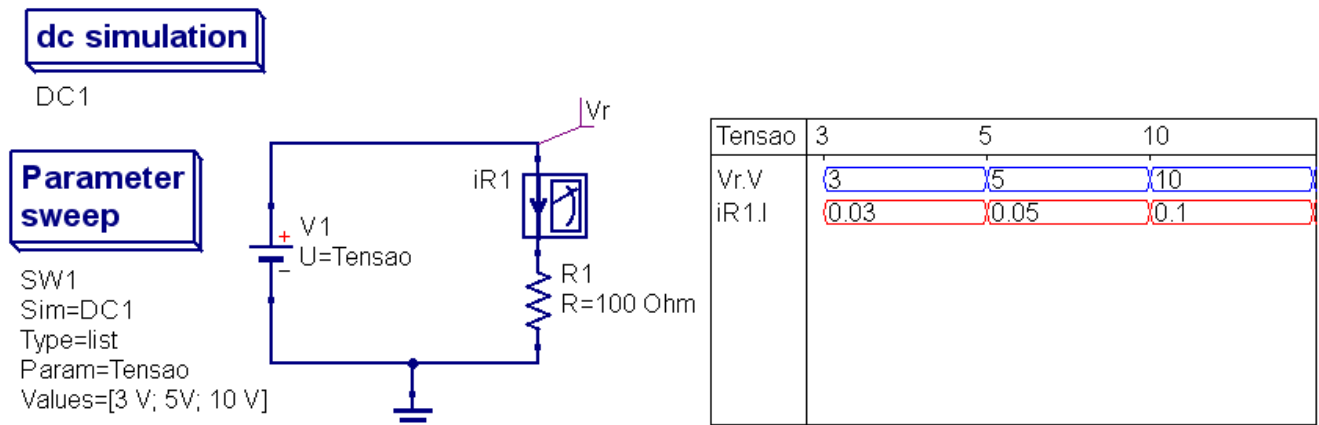 dc simulation
DC1
Parameter
sweep
SW1
Sim=DC1
Type=list
Param=Tensao
Values=[3 V; 5V; 10 V]
Vr
iR1
V1
U=Tensao
+
−
R1
R=100 Ohm
Tensao 3 5 10
Vr.V 3 5 10
iR1.I 0.03 0.05 0.1